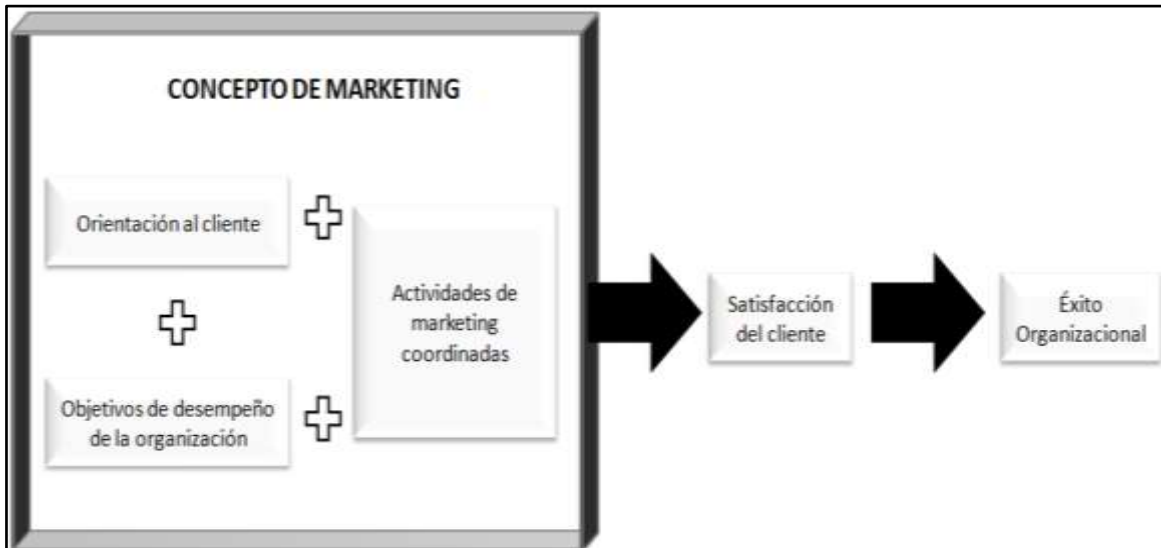 CONCEPTO DE MARKETING
Orientación al cliente
Objetivos de desempeño
de la organización
Actividades de
marketing
coordinadas
Satisfacción
del cliente
Éxito
Organizacional